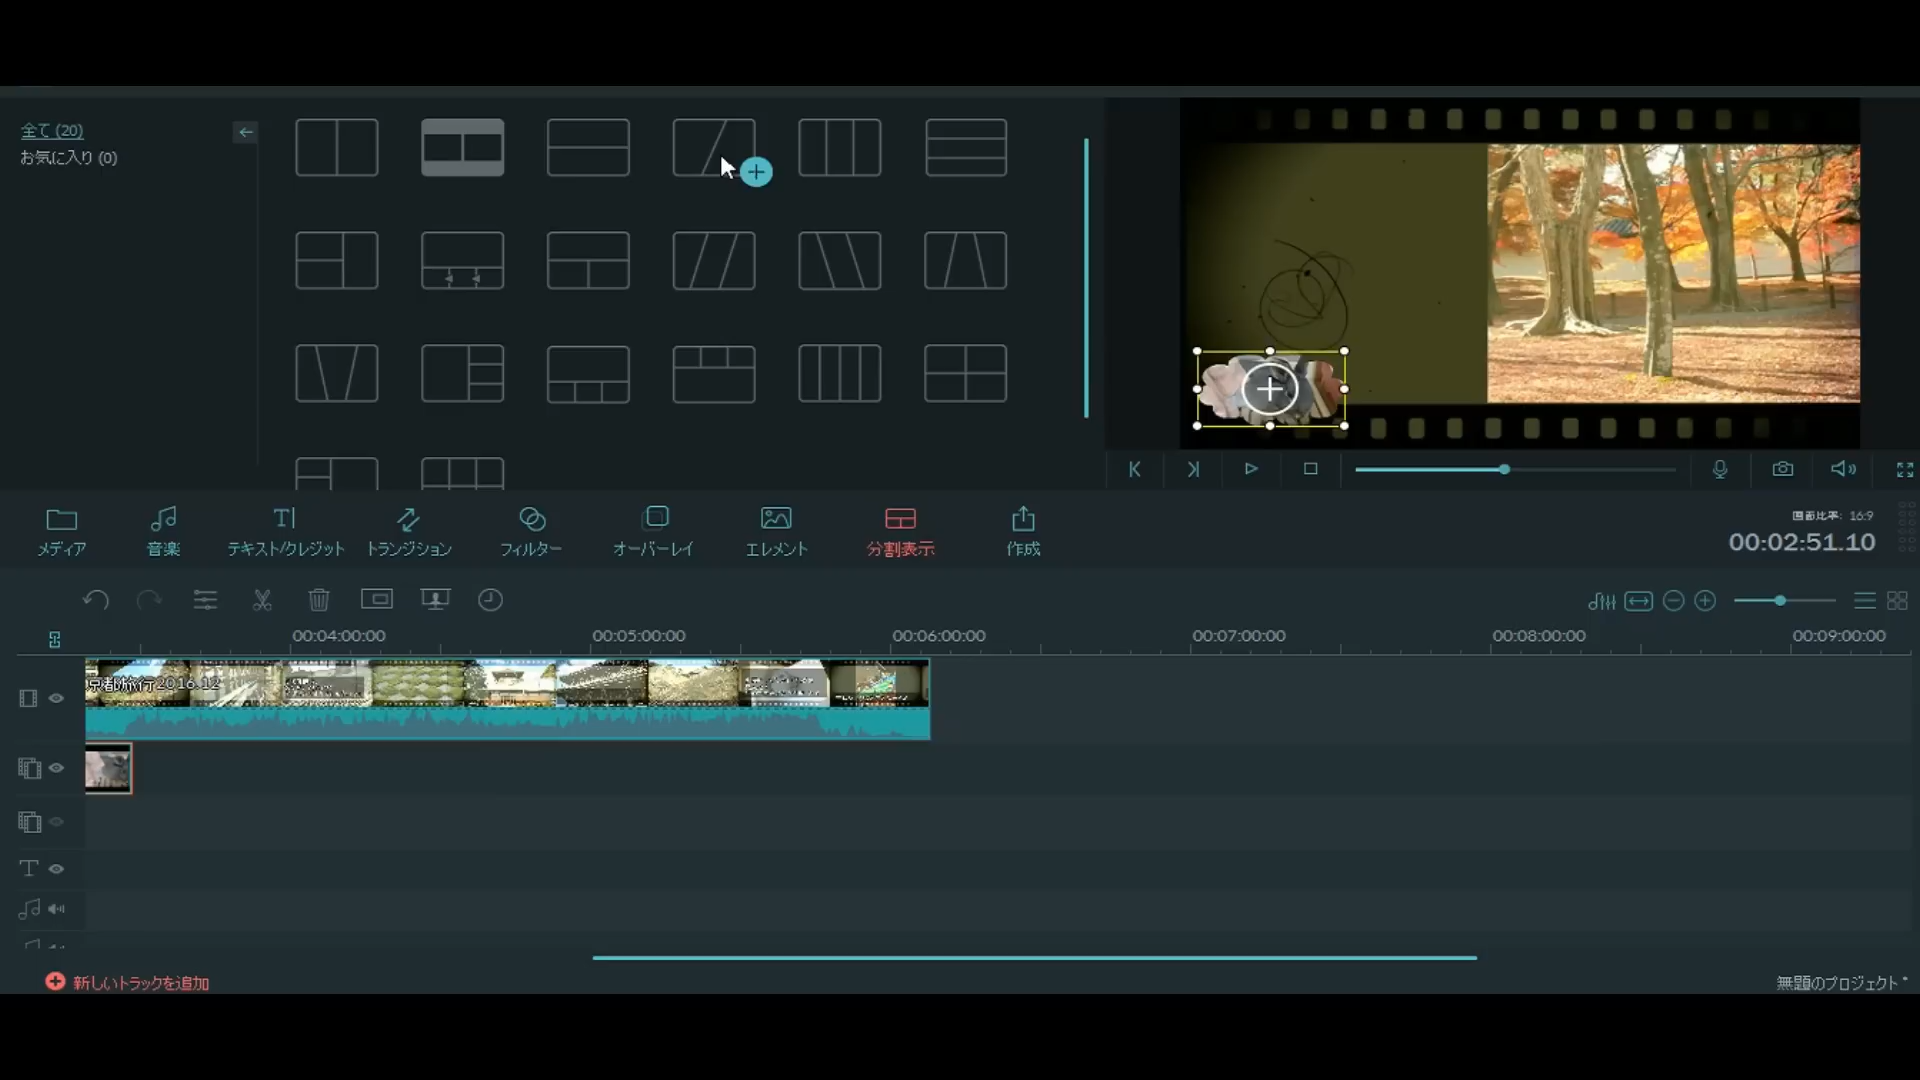 全て (20)
お気に入り (0)
メディア
音楽
テキスト/クレジット
トランジション
フィルター
オーバーレイ
エレメント
分割表示
作成
画面比率: 16:9
00:02:51.10
00:04:00:00
00:05:00:00
00:06:00:00
00:07:00:00
00:08:00:00
00:09:00:00
京都旅行2016.12
新しいトラックを追加
無題のプロジェクト*